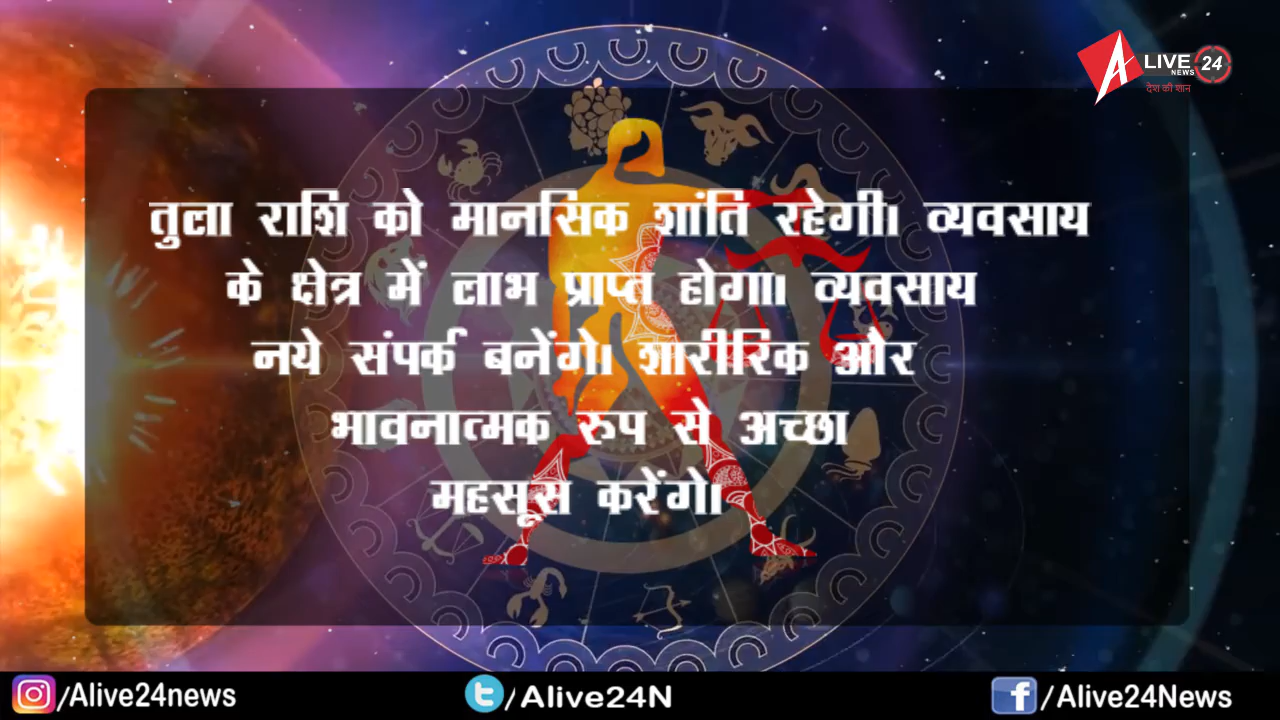 A LIVE 24
NEWS
देश की शान
तुला राशि को मानसिक शांति रहेगी। व्यवसाय
के क्षेत्र में लाभ प्राप्त होगा। व्यवसाय
नये संपर्क बनेंगे। शारीरिक और
भावनात्मक रुप से अच्छा
महसूस करेंगे।
/Alive24news
/Alive24N
/Alive24News